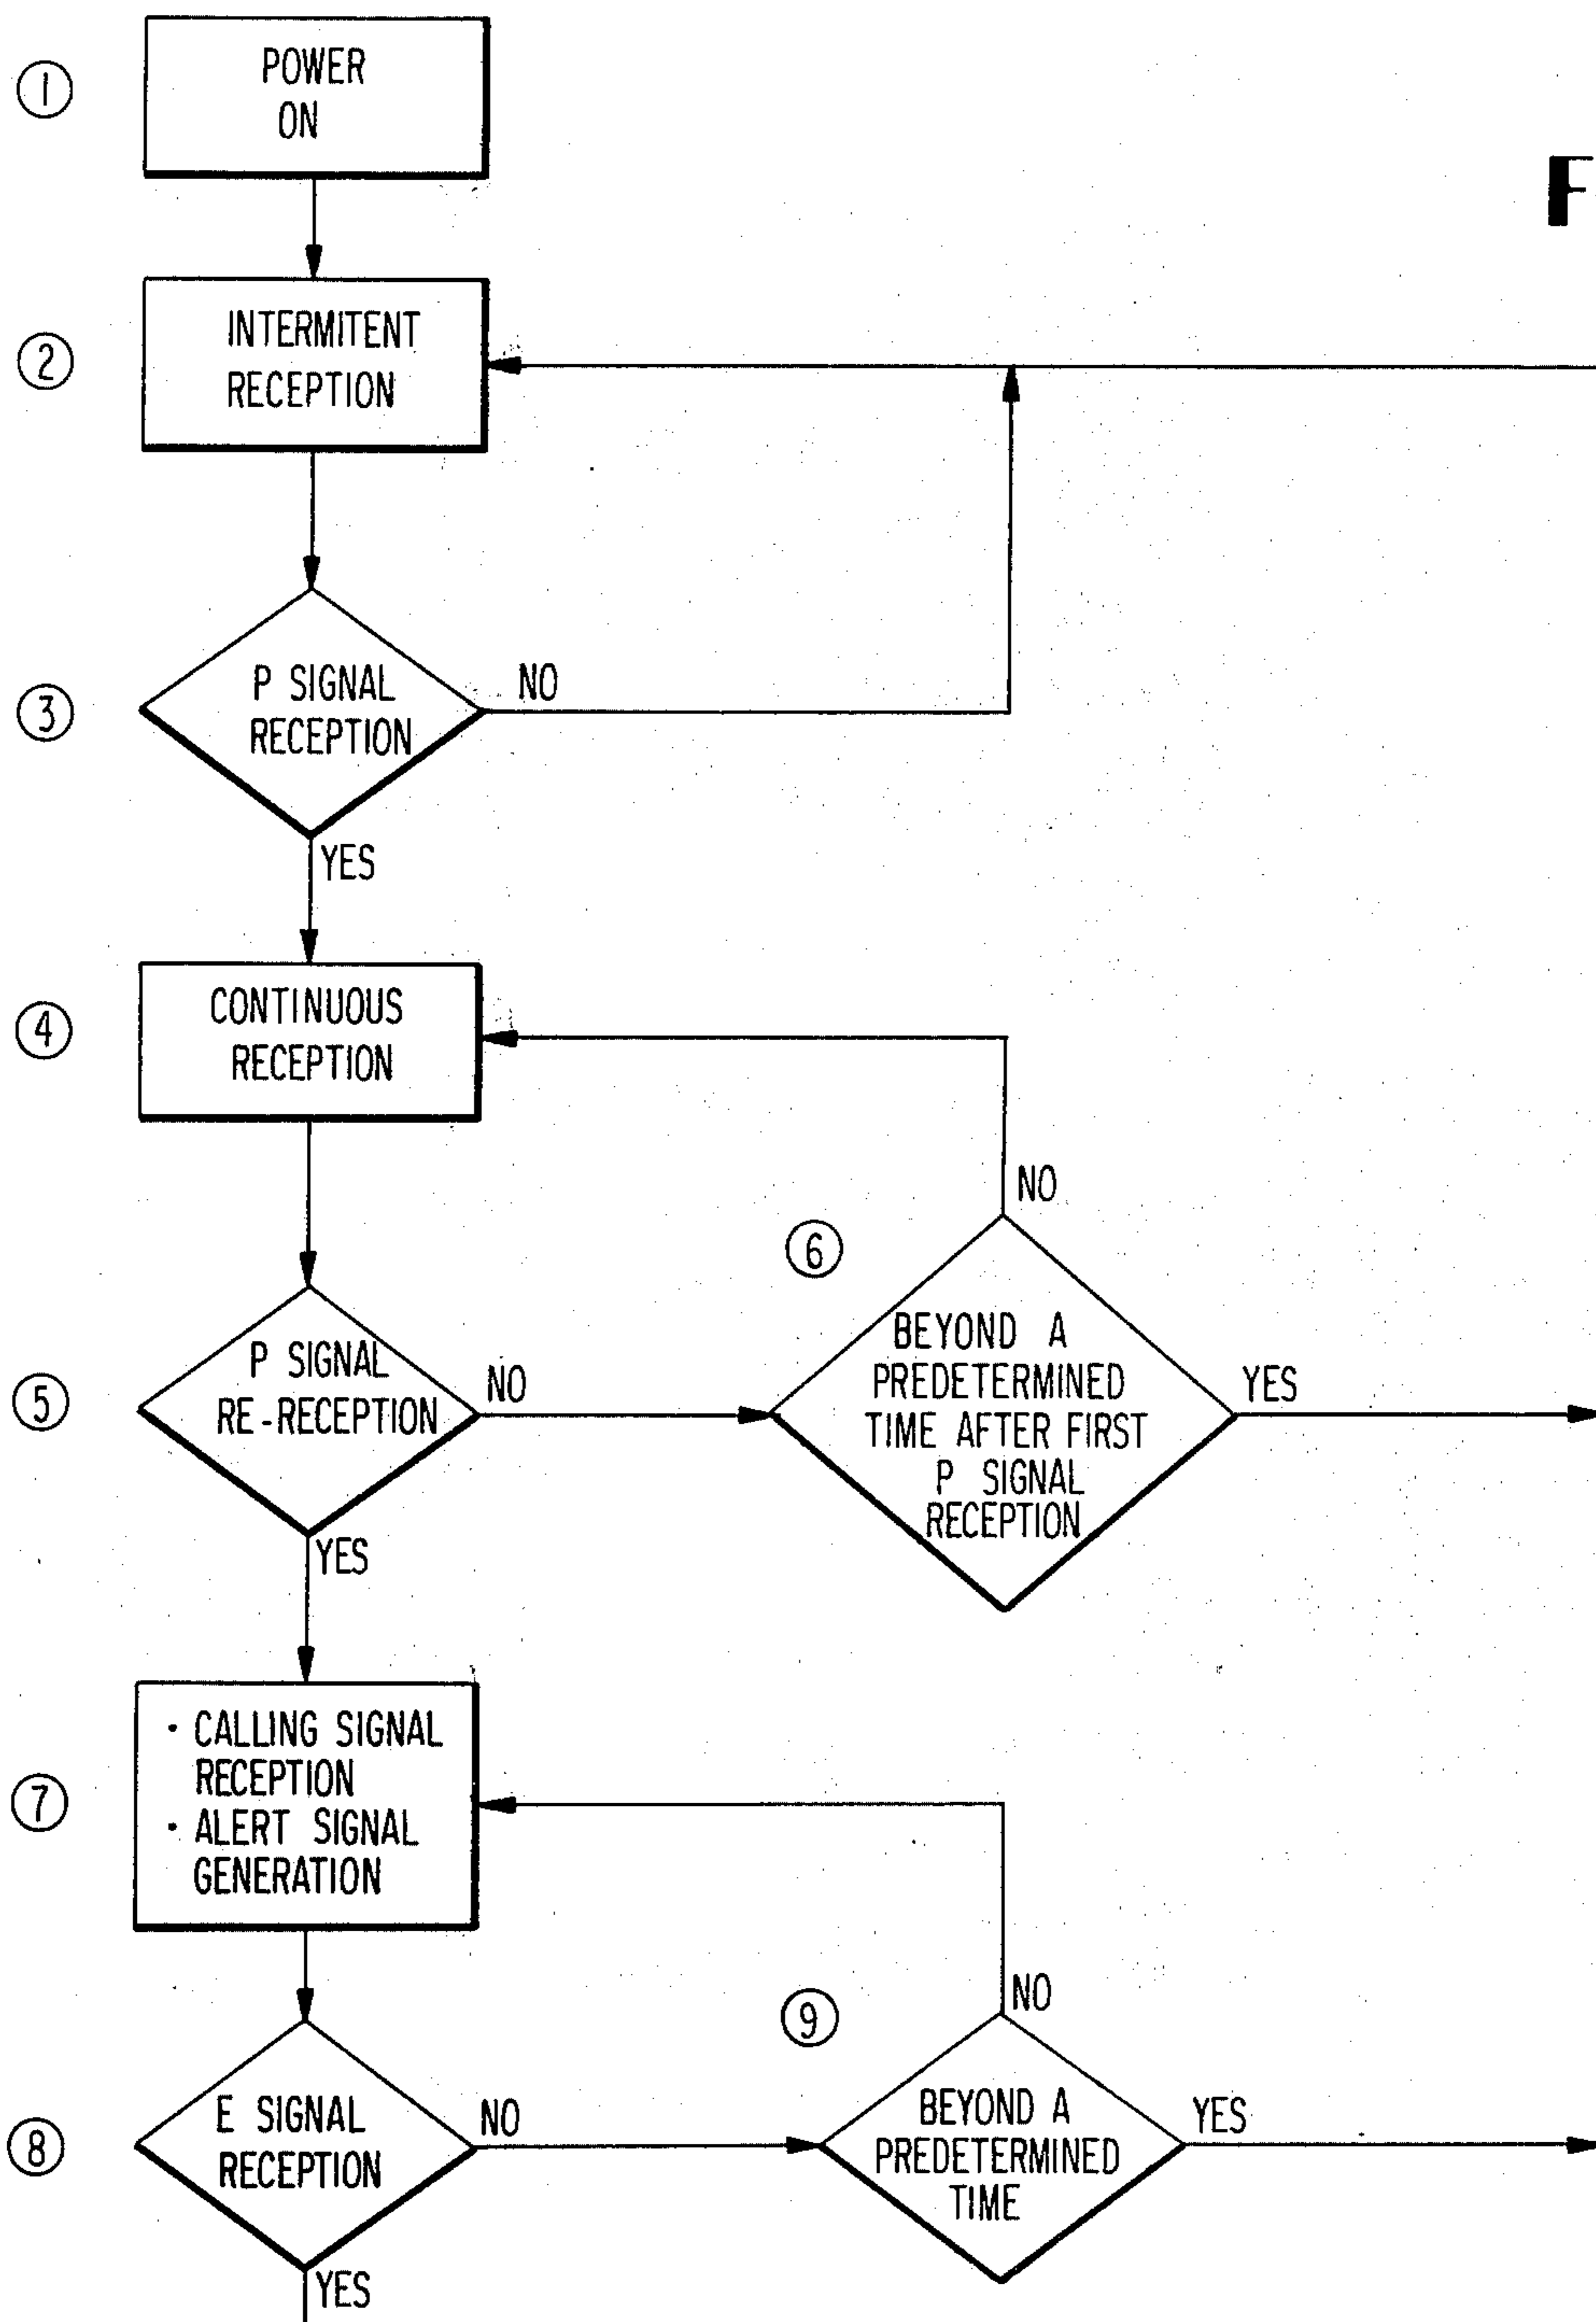 ①
POWER
ON
F
②
INTERMITENT
RECEPTION
③
P SIGNAL
RECEPTION
NO
YES
④
CONTINUOUS
RECEPTION
NO
⑥
BEYOND A
PREDETERMINED
TIME AFTER FIRST
P SIGNAL
RECEPTION
YES
⑤
P SIGNAL
RE-RECEPTION
NO
YES
⑦
· CALLING SIGNAL
RECEPTION
· ALERT SIGNAL
GENERATION
NO
⑨
BEYOND A
PREDETERMINED
TIME
YES
⑧
E SIGNAL
RECEPTION
NO
YES